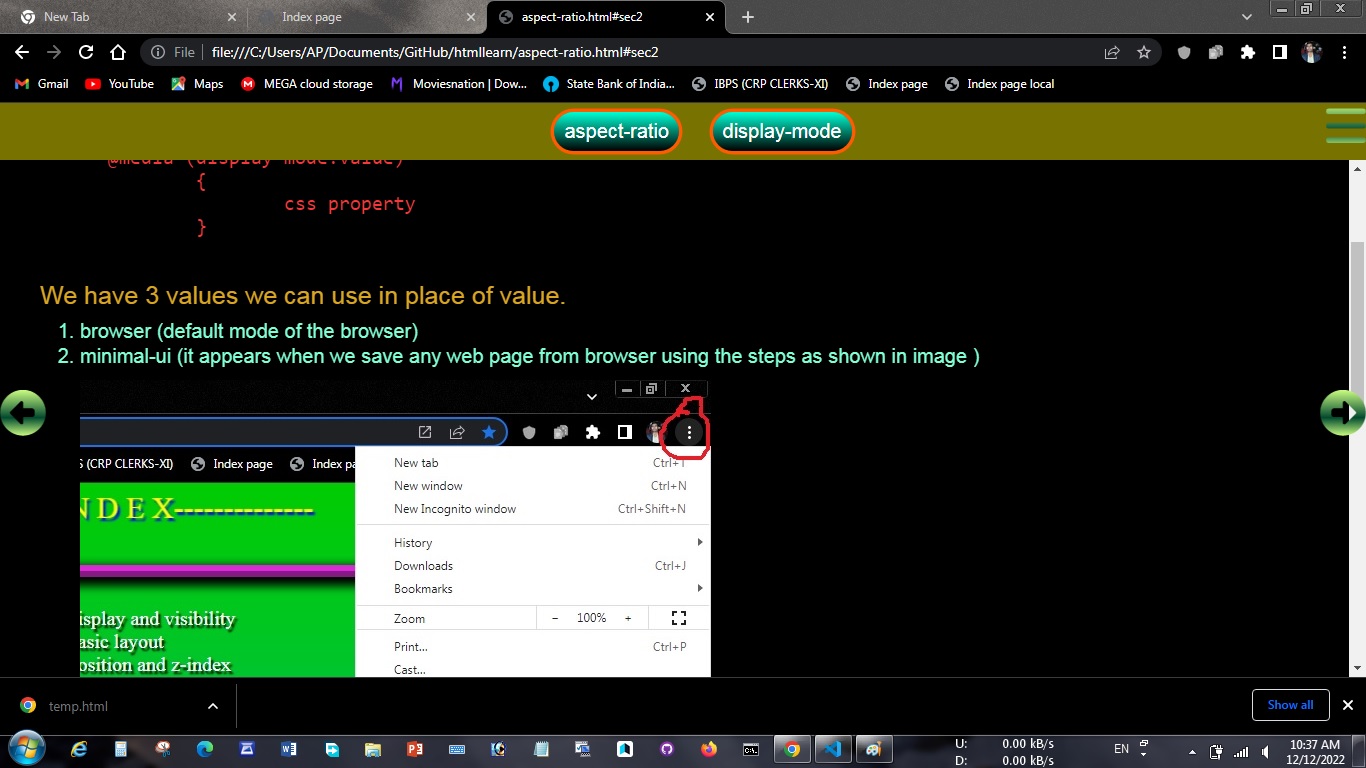 New Tab
Index page
aspect-ratio.html#sec2
File
file:///C:/Users/AP/Documents/GitHub/htmllearn/aspect-ratio.html#sec2
Gmail
YouTube
Maps
MEGA cloud storage
Moviesnation | Dow...
State Bank of India...
IBPS (CRP CLERKS-XI)
Index page
Index page local
aspect-ratio
display-mode
@media (display-mode:value)
{
css property
}
We have 3 values we can use in place of value.
1. browser (default mode of the browser)
2. minimal-ui (it appears when we save any web page from browser using the steps as shown in image )
S (CRP CLERKS-XI)
Index page
Index pa
N D E X--------------
isplay and visibility
asic layout
osition and z-index
New tab Ctrl+T
New window Ctrl+N
New Incognito window Ctrl+Shift+N
History
Downloads Ctrl+J
Bookmarks
Zoom - 100% +
Print... Ctrl+P
Cast...
temp.html
Show all
U: 0.00 kB/s
D: 0.00 kB/s
EN
10:37 AM
12/12/2022